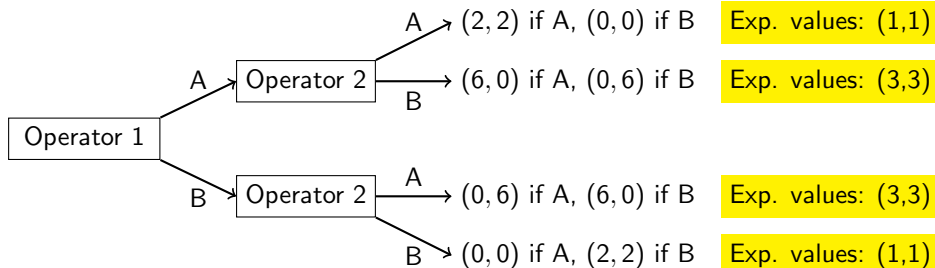 A (2, 2) if A, (0, 0) if B Exp. values: (1,1)
A Operator 2
B (6, 0) if A, (0, 6) if B Exp. values: (3,3)
Operator 1
B Operator 2
A (0, 6) if A, (6, 0) if B Exp. values: (3,3)
B (0, 0) if A, (2, 2) if B Exp. values: (1,1)